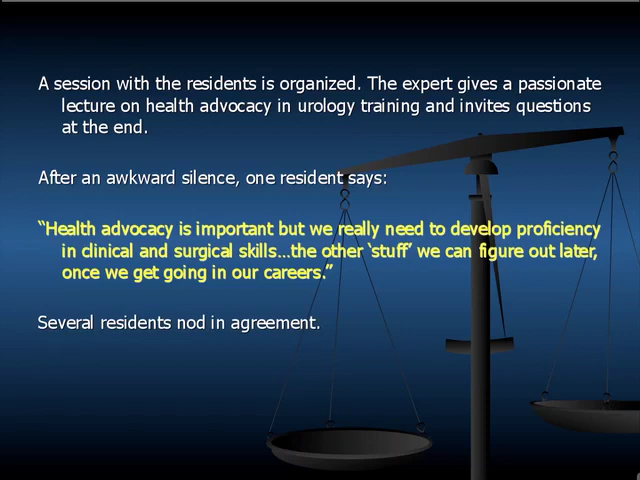 A session with the residents is organized. The expert gives a passionate
lecture on health advocacy in urology training and invites questions
at the end.
After an awkward silence, one resident says:
“Health advocacy is important but we really need to develop proficiency
in clinical and surgical skills…the other ‘stuff’ we can figure out later,
once we get going in our careers.”
Several residents nod in agreement.